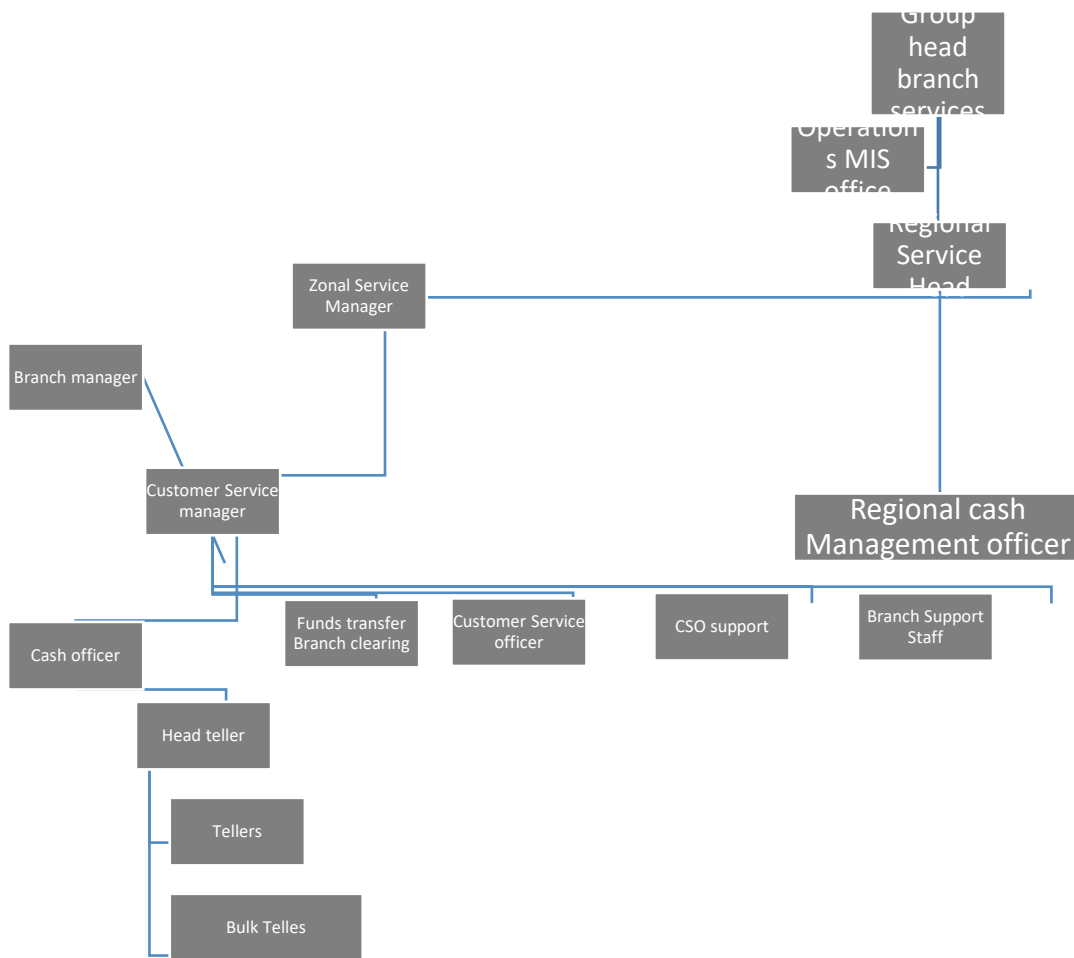 Group
head
branch
services
Operation
s MIS
office
Regional
Service
Head
Zonal Service
Manager
Branch manager
Customer Service
manager
Regional cash
Management officer
Funds transfer
Branch clearing
Customer Service
officer
CSO support
Branch Support
Staff
Cash officer
Head teller
Tellers
Bulk Telles